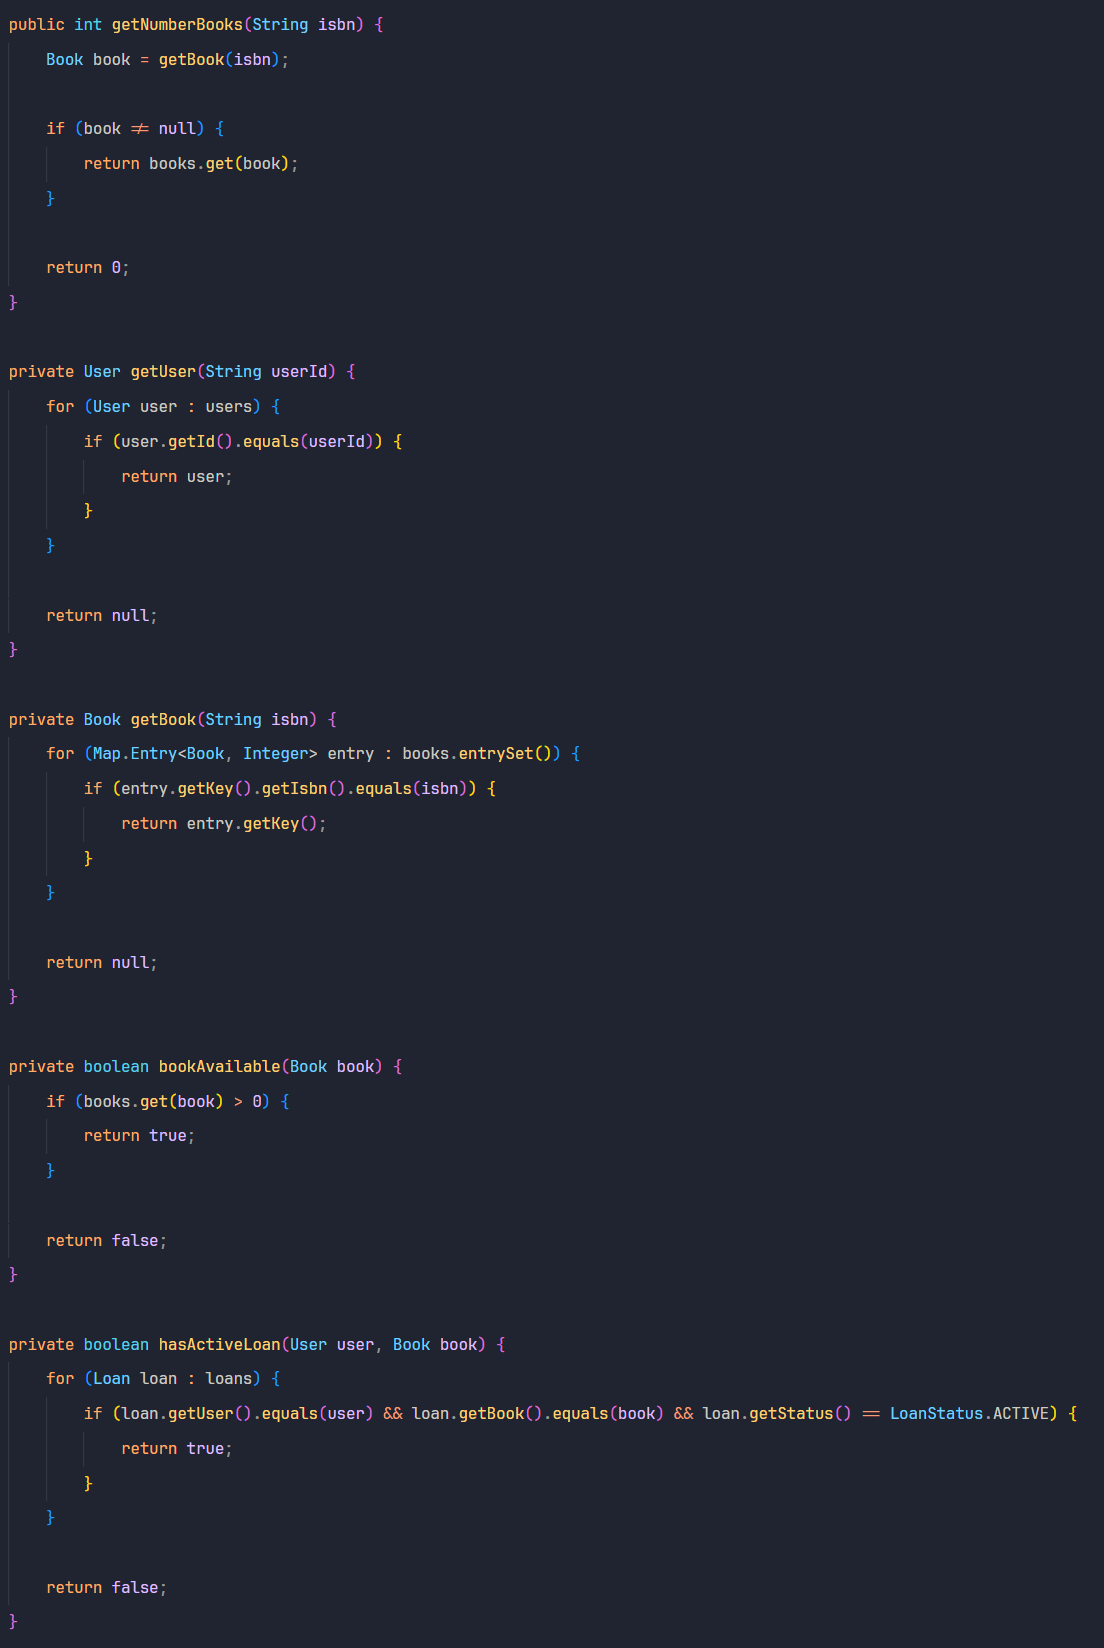 public int getNumberBooks(String isbn) {
    Book book = getBook(isbn);

    if (book != null) {
        return books.get(book);
    }

    return 0;
}

private User getUser(String userId) {
    for (User user : users) {
        if (user.getId().equals(userId)) {
            return user;
        }
    }

    return null;
}

private Book getBook(String isbn) {
    for (Map.Entry<Book, Integer> entry : books.entrySet()) {
        if (entry.getKey().getIsbn().equals(isbn)) {
            return entry.getKey();
        }
    }

    return null;
}

private boolean bookAvailable(Book book) {
    if (books.get(book) > 0) {
        return true;
    }

    return false;
}

private boolean hasActiveLoan(User user, Book book) {
    for (Loan loan : loans) {
        if (loan.getUser().equals(user) && loan.getBook().equals(book) && loan.getStatus() == LoanStatus.ACTIVE) {
            return true;
        }
    }

    return false;
}